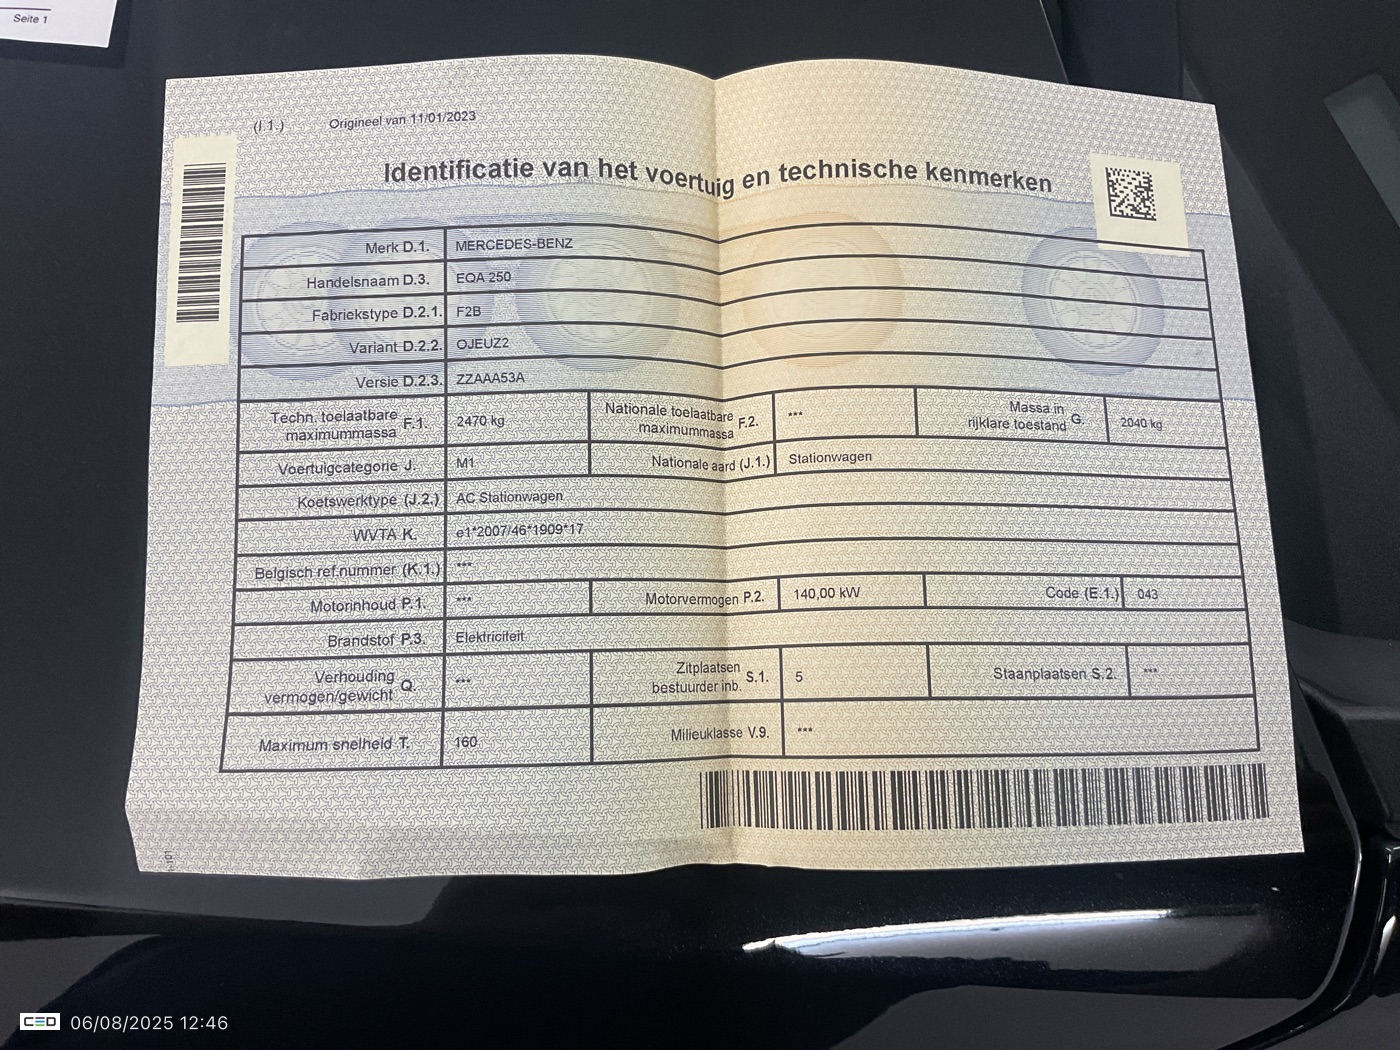 Seite 1
(I.1.) Origineel van 11/01/2023
Identificatie van het voertuig en technische kenmerken
Merk D.1. MERCEDES-BENZ
Handelsnaam D.3. EQA 250
Fabriekstype D.2.1. F2B
Variant D.2.2. OJEUZ2
Versie D.2.3. ZZAAA53A
Techn. toelaatbare maximummassa F.1. 2470 kg Nationale toelaatbare maximummassa F.2. *** Massa in rijklare toestand G. 2040 kg
Voertuigcategorie J. M1 Nationale aard (J.1.) Stationwagen
Koetswerktype (J.2.) AC Stationwagen
WVTA K. e1*2007/46*1909*17
Belgisch ref.nummer (K.1.) ***
Motorinhoud P.1. *** Motorvermogen P.2. 140,00 kW Code (E.1.) 043
Brandstof P.3. Elektriciteit
Verhouding vermogen/gewicht Q. *** Zitplaatsen bestuurder inb. S.1. 5 Staanplaatsen S.2. ***
Maximum snelheid T. 160 Milieuklasse V.9. ***
CED 06/08/2025 12:46